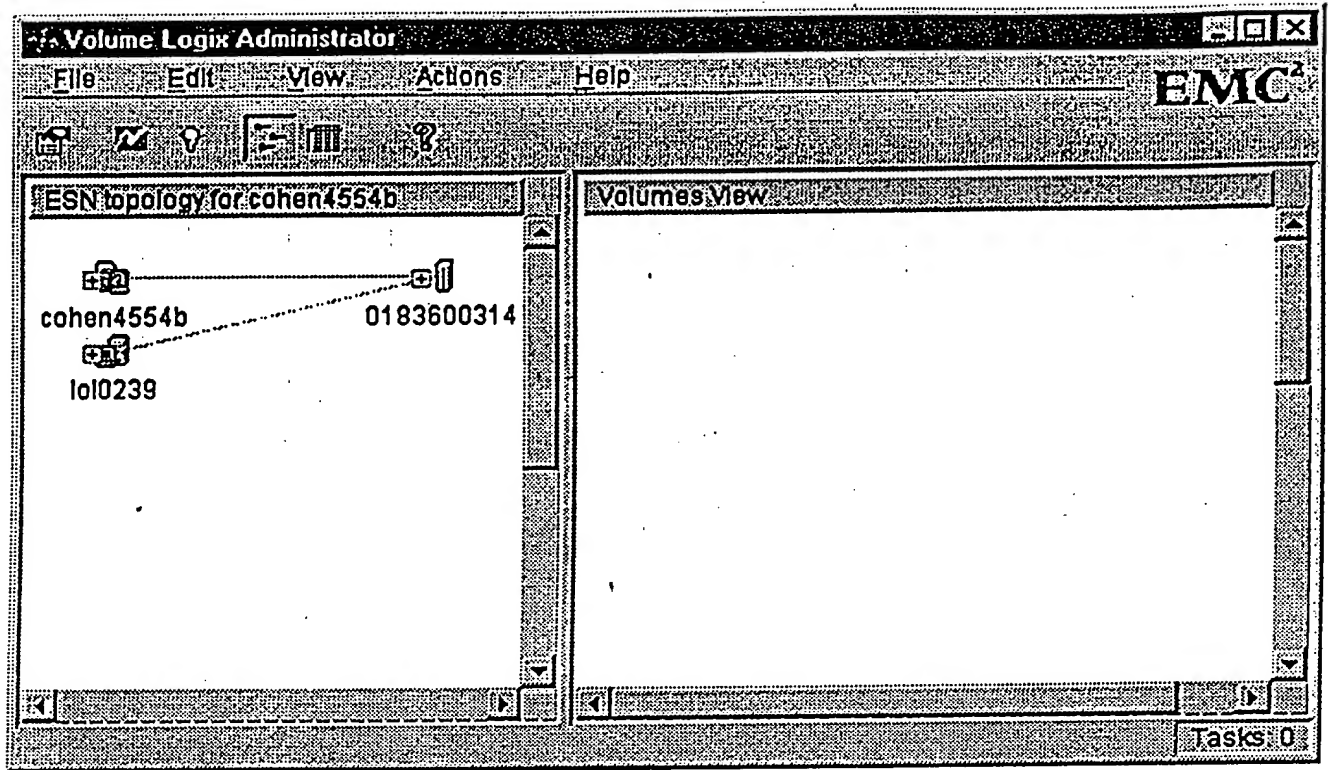 Volume Logix Administrator
File Edit View Actions Help
EMC²
ESN topology for cohen4554b
Volumes View
cohen4554b
0183600314
lol0239
Tasks: 0